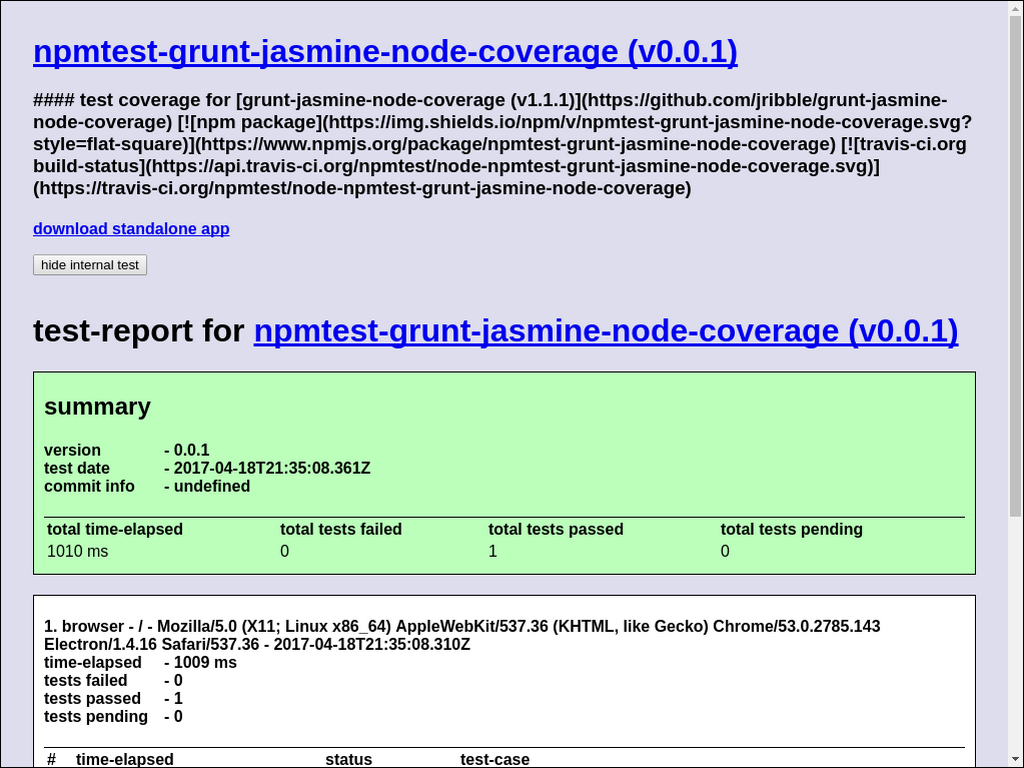 npmtest-grunt-jasmine-node-coverage (v0.0.1)
#### test coverage for [grunt-jasmine-node-coverage (v1.1.1)](https://github.com/jribble/grunt-jasmine-
node-coverage) [![npm package](https://img.shields.io/npm/v/npmtest-grunt-jasmine-node-coverage.svg?
style=flat-square)](https://www.npmjs.org/package/npmtest-grunt-jasmine-node-coverage) [![travis-ci.org
build-status](https://api.travis-ci.org/npmtest/node-npmtest-grunt-jasmine-node-coverage.svg)]
(https://travis-ci.org/npmtest/node-npmtest-grunt-jasmine-node-coverage)
download standalone app
hide internal test
test-report for npmtest-grunt-jasmine-node-coverage (v0.0.1)
summary
version - 0.0.1
test date - 2017-04-18T21:35:08.361Z
commit info - undefined
total time-elapsed total tests failed total tests passed total tests pending
1010 ms 0 1 0
1. browser - / - Mozilla/5.0 (X11; Linux x86_64) AppleWebKit/537.36 (KHTML, like Gecko) Chrome/53.0.2785.143
Electron/1.4.16 Safari/537.36 - 2017-04-18T21:35:08.310Z
time-elapsed - 1009 ms
tests failed - 0
tests passed - 1
tests pending - 0
# time-elapsed status test-case